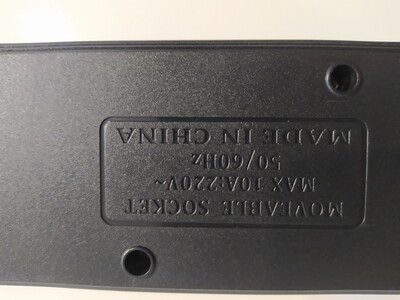 MOVEABLE SOCKET
MAX 10A:220V~
50/60Hz
MADE IN CHINA